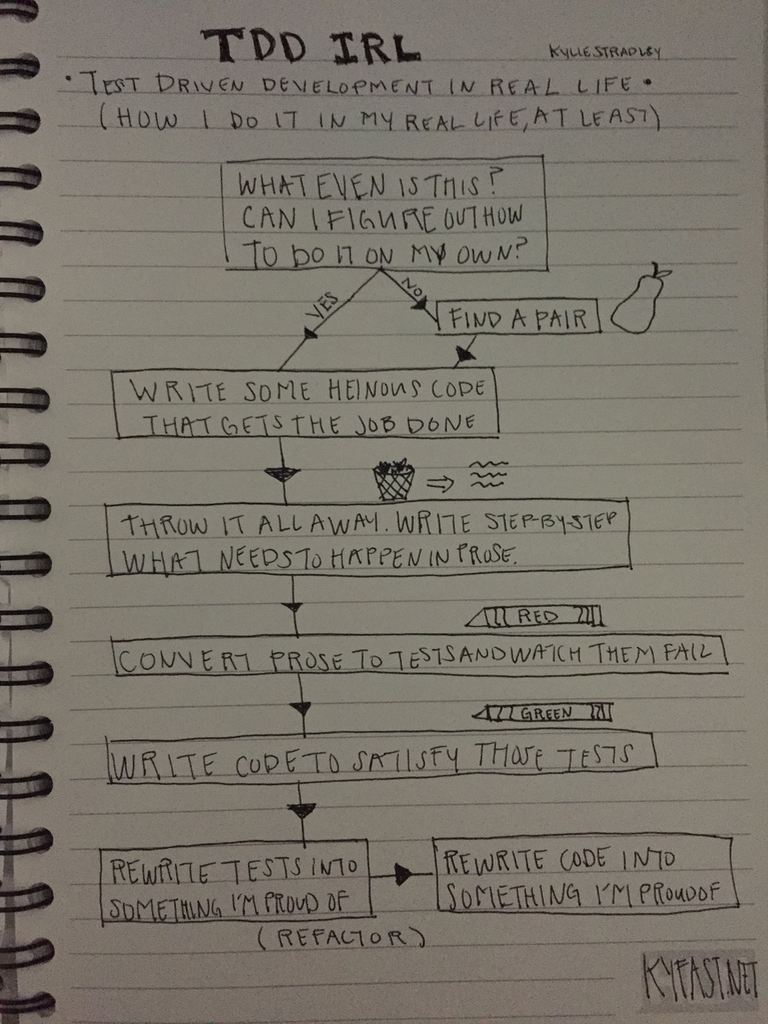 TDD IRL
KYLIE STRADLEY
• TEST DRIVEN DEVELOPMENT IN REAL LIFE •
(HOW I DO IT IN MY REAL LIFE, AT LEAST)
WHAT EVEN IS THIS?
CAN I FIGURE OUT HOW
TO DO IT ON MY OWN?
YES
NO
FIND A PAIR
WRITE SOME HEINOUS CODE
THAT GETS THE JOB DONE
THROW IT ALL AWAY. WRITE STEP-BY-STEP
WHAT NEEDS TO HAPPEN IN PROSE.
RED
CONVERT PROSE TO TESTS AND WATCH THEM FAIL
GREEN
WRITE CODE TO SATISFY THOSE TESTS
REWRITE TESTS INTO
SOMETHING I'M PROUD OF
REWRITE CODE INTO
SOMETHING I'M PROUD OF
(REFACTOR)
KYFAST.NET